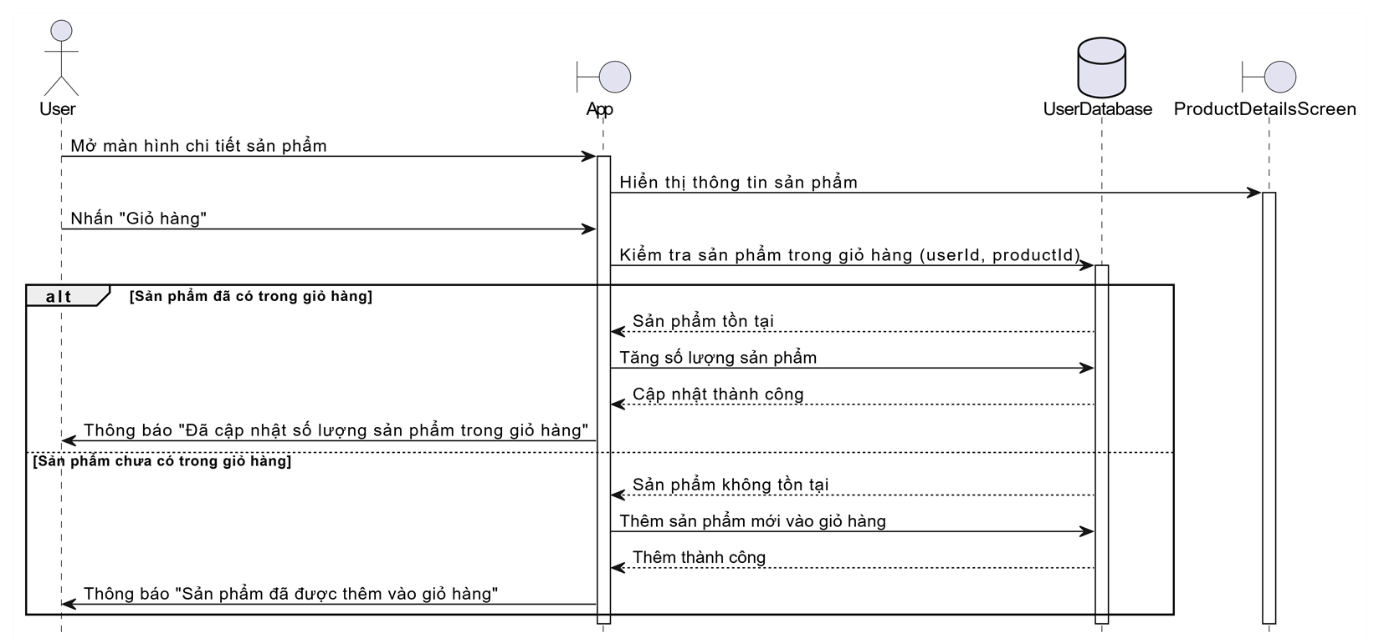 User
App
UserDatabase
ProductDetailsScreen
Mở màn hình chi tiết sản phẩm
Hiển thị thông tin sản phẩm
Nhấn "Giỏ hàng"
Kiểm tra sản phẩm trong giỏ hàng (userId, productId)
alt
[Sản phẩm đã có trong giỏ hàng]
Sản phẩm tồn tại
Tăng số lượng sản phẩm
Cập nhật thành công
Thông báo "Đã cập nhật số lượng sản phẩm trong giỏ hàng"
[Sản phẩm chưa có trong giỏ hàng]
Sản phẩm không tồn tại
Thêm sản phẩm mới vào giỏ hàng
Thêm thành công
Thông báo "Sản phẩm đã được thêm vào giỏ hàng"